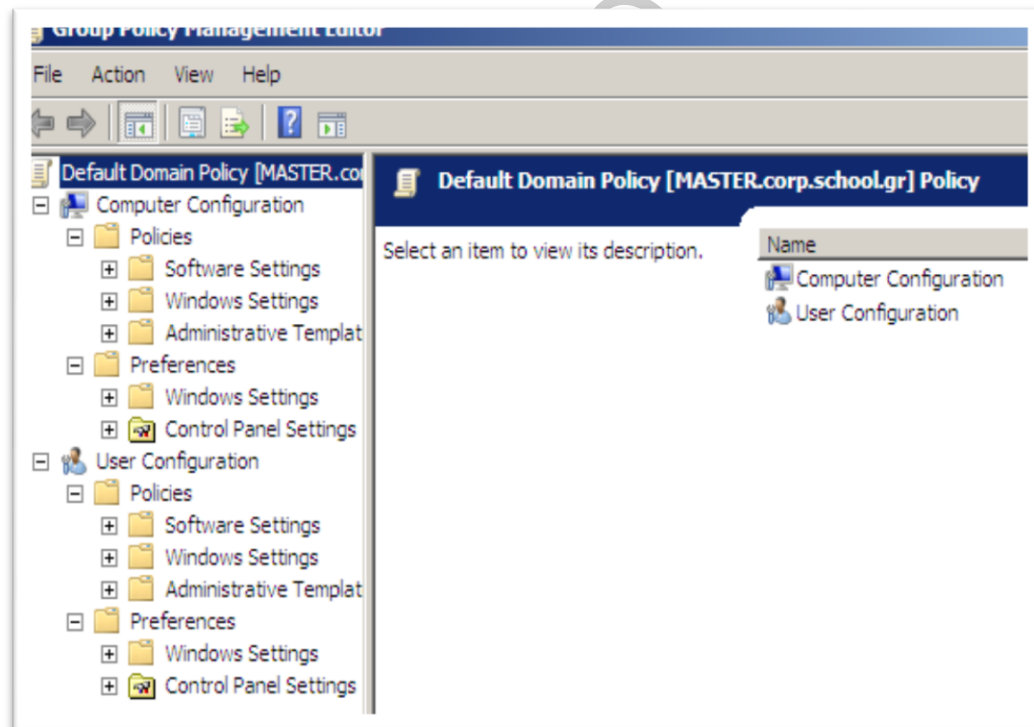 Group Policy Management Editor
File Action View Help
Default Domain Policy [MASTER.cor
Computer Configuration
Policies
Software Settings
Windows Settings
Administrative Templat
Preferences
Windows Settings
Control Panel Settings
User Configuration
Policies
Software Settings
Windows Settings
Administrative Templat
Preferences
Windows Settings
Control Panel Settings
Default Domain Policy [MASTER.corp.school.gr] Policy
Select an item to view its description.
Name
Computer Configuration
User Configuration